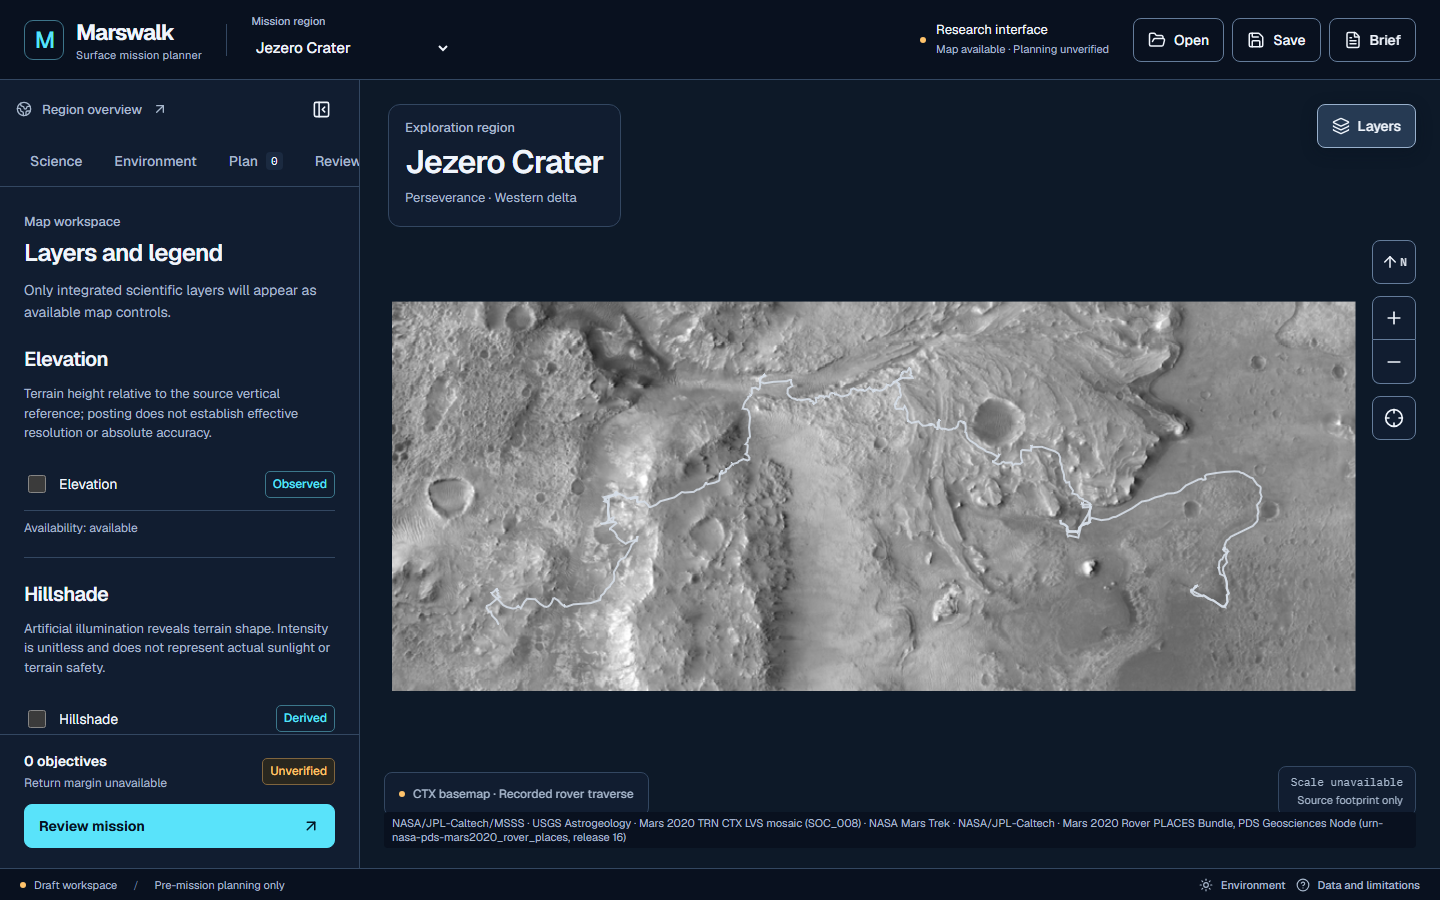 M
Marswalk
Surface mission planner
Mission region
Jezero Crater
Research interface
Map available · Planning unverified
Open
Save
Brief
Region overview
Science
Environment
Plan 0
Review
Map workspace
Layers and legend
Only integrated scientific layers will appear as
available map controls.
Elevation
Terrain height relative to the source vertical
reference; posting does not establish effective
resolution or absolute accuracy.
Elevation
Observed
Availability: available
Hillshade
Artificial illumination reveals terrain shape. Intensity
is unitless and does not represent actual sunlight or
terrain safety.
Hillshade
Derived
0 objectives
Return margin unavailable
Unverified
Review mission
Exploration region
Jezero Crater
Perseverance · Western delta
Layers
N
CTX basemap · Recorded rover traverse
Scale unavailable
Source footprint only
NASA/JPL-Caltech/MSSS · USGS Astrogeology · Mars 2020 TRN CTX LVS mosaic (SOC_008) · NASA Mars Trek · NASA/JPL-Caltech · Mars 2020 Rover PLACES Bundle, PDS Geosciences Node (urn-
nasa-pds-mars2020_rover_places, release 16)
Draft workspace / Pre-mission planning only
Environment
Data and limitations